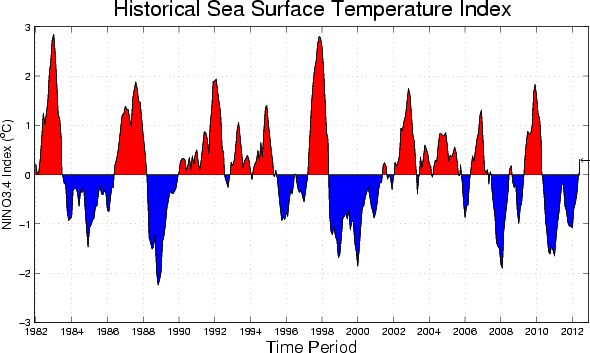 Historical Sea Surface Temperature Index
3
2
1
0
−1
−2
−3
NINO3.4 Index (°C)
1982 1984 1986 1988 1990 1992 1994 1996 1998 2000 2002 2004 2006 2008 2010 2012
Time Period